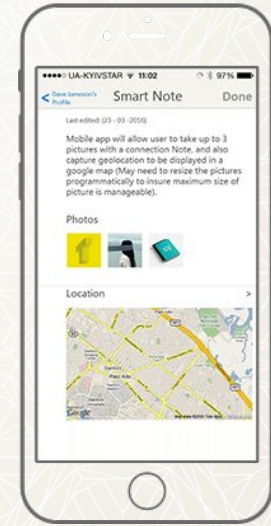 UA-KYIVSTAR 11:02 97%
< Dave Jameson's Profile Smart Note Done
Last edited: (23 - 03 -2016)
Mobile app will allow user to take up to 3
pictures with a connection Note, and also
capture geolocation to be displayed in a
google map (May need to resize the pictures
programmatically to insure maximum size of
picture is manageable).
Photos
Location >
Stanford
Palo Alto
Google